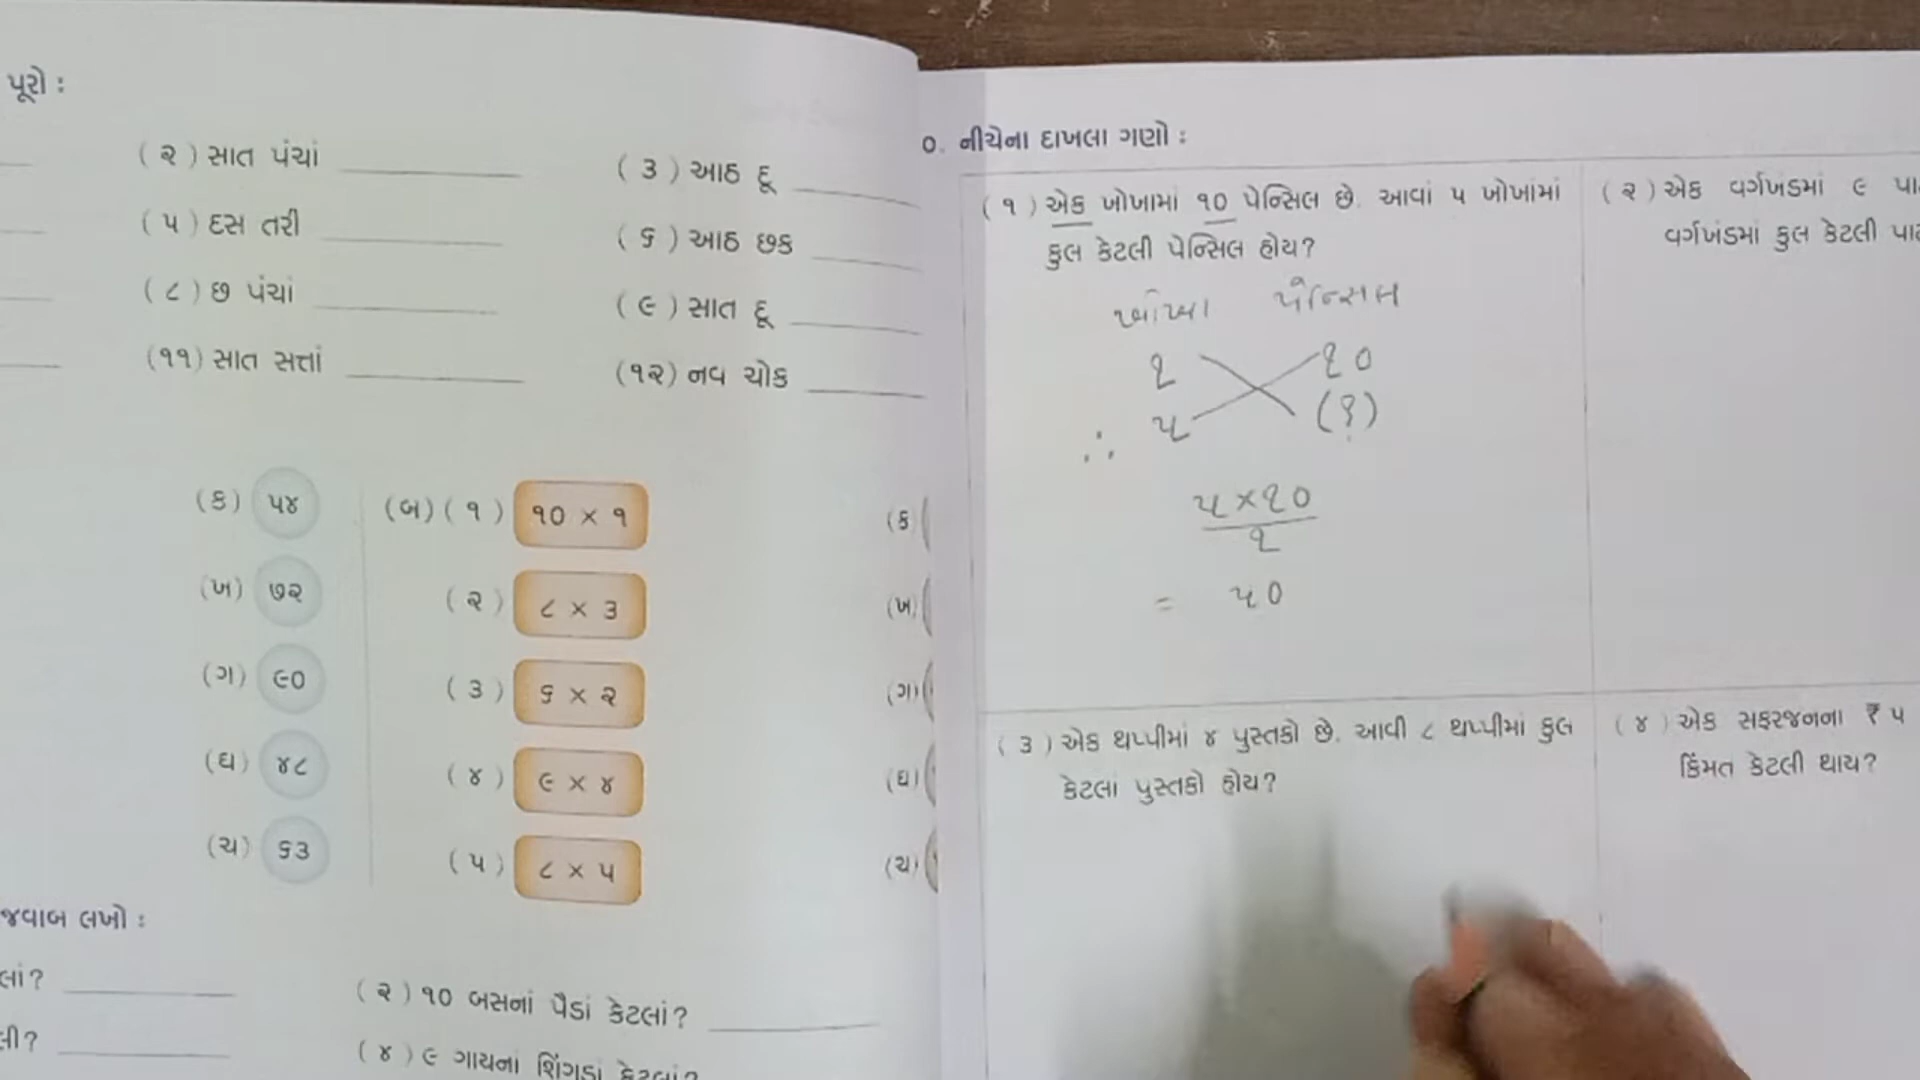 પૂરો :
( ૨ ) સાત પંચાં
( ૩ ) આઠ દૂ
( ૫ ) દસ તરી
( ૬ ) આઠ છક
( ૮ ) છ પંચાં
( ૯ ) સાત દૂ
(૧૧) સાત સત્તાં
(૧૨) નવ ચોક
(ક) ૫૪
(બ) ( ૧ ) ૧૦ × ૧
(ક
(ખ) ૭૨
( ૨ ) ૮ × ૩
(ખ)
(ગ) ૯૦
( ૩ ) ૬ × ૨
(ગ)
(ઘ) ૪૮
( ૪ ) ૯ × ૪
(ઘ)
(ચ) ૬૩
( ૫ ) ૮ × ૫
(ચ)
જવાબ લખો :
લાં?
( ૨ ) ૧૦ બસનાં પૈડાં કેટલાં?
લી?
( ૪ ) ૯ ગાયનાં શિંગડાં કેટલાં?
૦. નીચેના દાખલા ગણો :
( ૧ ) એક ખોખામાં ૧૦ પેન્સિલ છે. આવાં ૫ ખોખાંમાં
કુલ કેટલી પેન્સિલ હોય?
ખોખા પેન્સિલ
૧ ૧૦
∴ ૫ (?)
૫ × ૧૦
૧
= ૫૦
( ૨ ) એક વર્ગખંડમાં ૯ પા
વર્ગખંડમાં કુલ કેટલી પાટ
( ૩ ) એક થપ્પીમાં ૪ પુસ્તકો છે. આવી ૮ થપ્પીમાં કુલ
કેટલાં પુસ્તકો હોય?
( ૪ ) એક સફરજનના ₹ ૫
કિંમત કેટલી થાય?